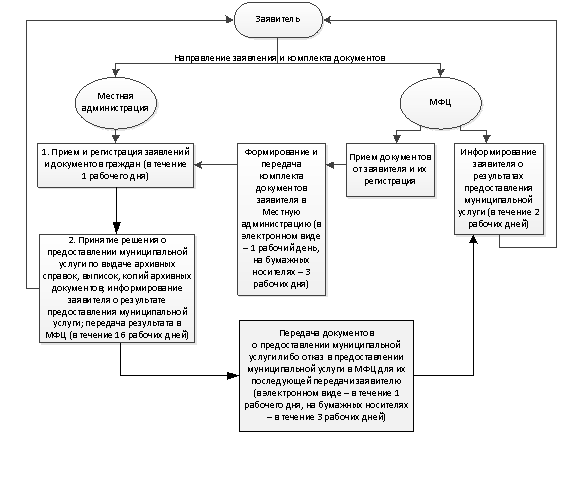 Заявитель
Направление заявления и комплекта документов
Местная
администрация
МФЦ
1. Прием и регистрация заявлений
и документов граждан (в течение
1 рабочего дня)
Формирование и
передача
комплекта
документов
заявителя в
Местную
администрацию (в
электронном виде
– 1 рабочий день,
на бумажных
носителях – 3
рабочих дня)
Прием документов
от заявителя и их
регистрация
Информирование
заявителя о
результатах
предоставления
муниципальной
услуги (в течение 2
рабочих дней)
2. Принятие решения о
предоставлении муниципальной
услуги по выдаче архивных
справок, выписок, копий архивных
документов; информирование
заявителя о результате
предоставления муниципальной
услуги; передача результата в
МФЦ (в течение 16 рабочих дней)
Передача документов
о предоставлении муниципальной
услуги либо отказ в предоставлении
муниципальной услуги в МФЦ для их
последующей передачи заявителю
(вэлектронном виде – в течение 1
рабочего дня, на бумажных носителях
– в течение 3 рабочих дней)